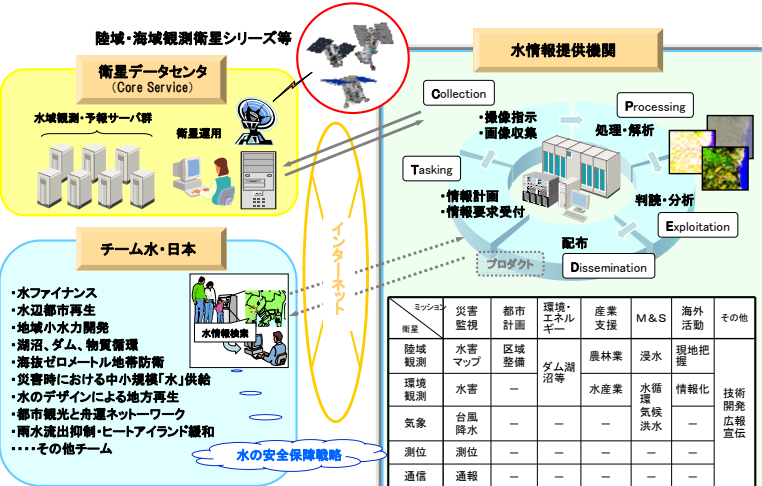 陸域・海域観測衛星シリーズ等
衛星データセンタ
(Core Service)
水域観測・予報サーバ群
衛星運用
インターネット
チーム水・日本
・水ファイナンス
・水辺都市再生
・地域小水力開発
・湖沼、ダム、物質循環
・海抜ゼロメートル地帯防衛
・災害時における中小規模「水」供給
・水のデザインによる地方再生
・都市観光と舟運ネットーワーク
・雨水流出抑制・ヒートアイランド緩和
・・・・その他チーム
水情報検索
水の安全保障戦略
水情報提供機関
Collection
・撮像指示
・画像収集
Processing
処理・解析
Tasking
・情報計画
・情報要求受付
判読・分析
Exploitation
配布
Dissemination
プロダクト
ミッション
衛星
災害
監視
都市
計画
環境・
エネル
ギー
産業
支援
M&S
海外
活動
その他
陸域
観測
水害
マップ
区域
整備
ダム湖
沼等
農林業
浸水
現地把
握
環境
観測
水害
－
水産業
水循
環
気候
洪水
情報化
技術
開発
広報
宣伝
気象
台風
降水
－
－
－
－
測位
測位
－
－
－
－
－
通信
通報
－
－
－
－
－